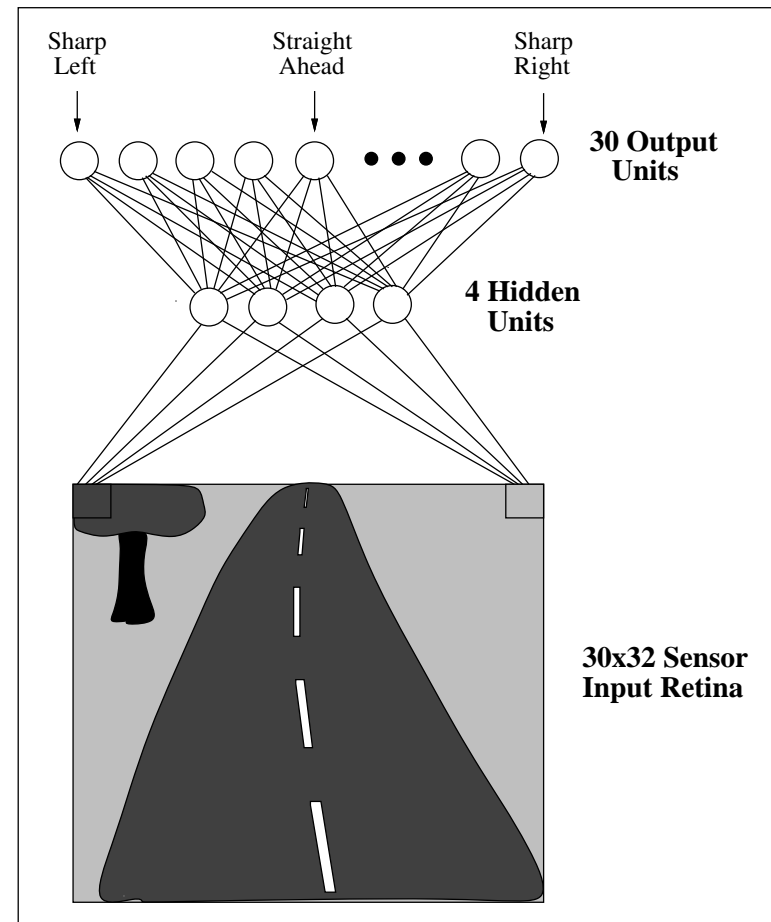 Sharp
Left
Straight
Ahead
Sharp
Right
30 Output
Units
4 Hidden
Units
30x32 Sensor
Input Retina